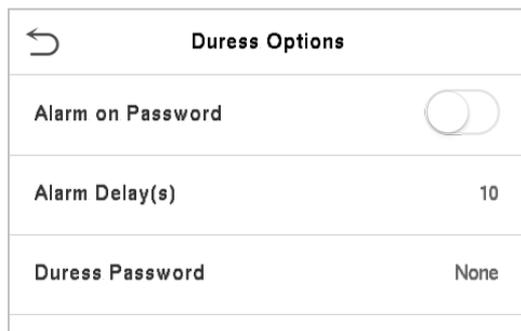 Duress Options
Alarm on Password
Alarm Delay(s) 10
Duress Password None